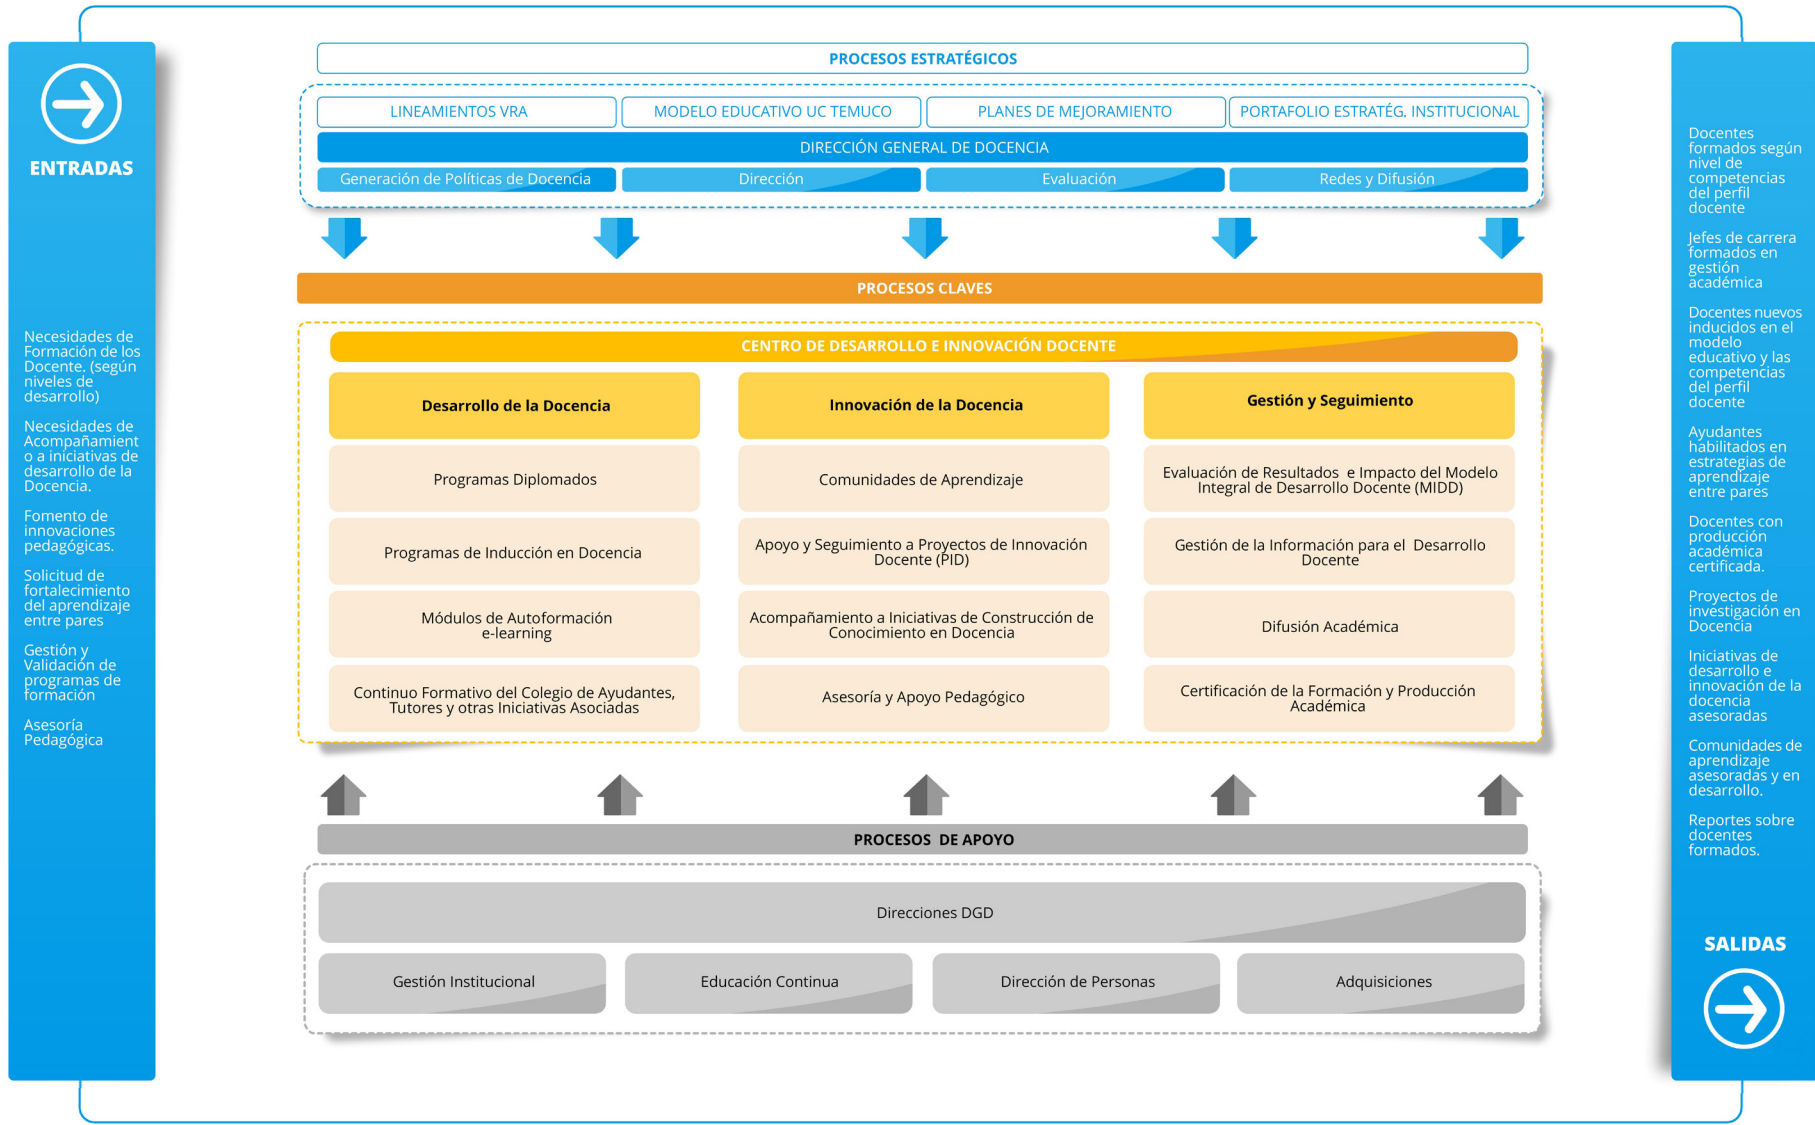 ENTRADAS
Necesidades de
Formación de los
Docente. (según
niveles de
desarrollo)
Necesidades de
Acompañamient
o a iniciativas de
desarrollo de la
Docencia.
Fomento de
innovaciones
pedagógicas.
Solicitud de
fortalecimiento
del aprendizaje
entre pares
Gestión y
Validación de
programas de
formación
Asesoría
Pedagógica
PROCESOS ESTRATÉGICOS
LINEAMIENTOS VRA
MODELO EDUCATIVO UC TEMUCO
PLANES DE MEJORAMIENTO
PORTAFOLIO ESTRATÉG. INSTITUCIONAL
DIRECCIÓN GENERAL DE DOCENCIA
Generación de Políticas de Docencia
Dirección
Evaluación
Redes y Difusión
PROCESOS CLAVES
CENTRO DE DESARROLLO E INNOVACIÓN DOCENTE
Desarrollo de la Docencia
Programas Diplomados
Programas de Inducción en Docencia
Módulos de Autoformación
e-learning
Continuo Formativo del Colegio de Ayudantes,
Tutores y otras Iniciativas Asociadas
Innovación de la Docencia
Comunidades de Aprendizaje
Apoyo y Seguimiento a Proyectos de Innovación
Docente (PID)
Acompañamiento a Iniciativas de Construcción de
Conocimiento en Docencia
Asesoría y Apoyo Pedagógico
Gestión y Seguimiento
Evaluación de Resultados e Impacto del Modelo
Integral de Desarrollo Docente (MIDD)
Gestión de la Información para el Desarrollo
Docente
Difusión Académica
Certificación de la Formación y Producción
Académica
PROCESOS DE APOYO
Direcciones DGD
Gestión Institucional
Educación Continua
Dirección de Personas
Adquisiciones
Docentes
formados según
nivel de
competencias
del perfil
docente
Jefes de carrera
formados en
gestión
académica
Docentes nuevos
inducidos en el
modelo
educativo y las
competencias
del perfil
docente
Ayudantes
habilitados en
estrategias de
aprendizaje
entre pares
Docentes con
producción
académica
certificada.
Proyectos de
investigación en
Docencia
Iniciativas de
desarrollo e
innovación de la
docencia
asesoradas
Comunidades de
aprendizaje
asesoradas y en
desarrollo.
Reportes sobre
docentes
formados.
SALIDAS